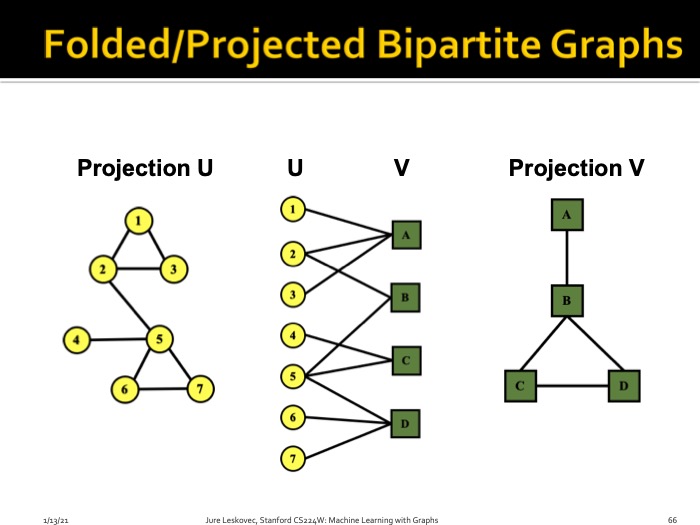 Folded/Projected Bipartite Graphs
Projection U
U
V
Projection V
1
2
3
4
5
6
7
1
2
3
4
5
6
7
A
B
C
D
A
B
C
D
1/13/21
Jure Leskovec, Stanford CS224W: Machine Learning with Graphs
66